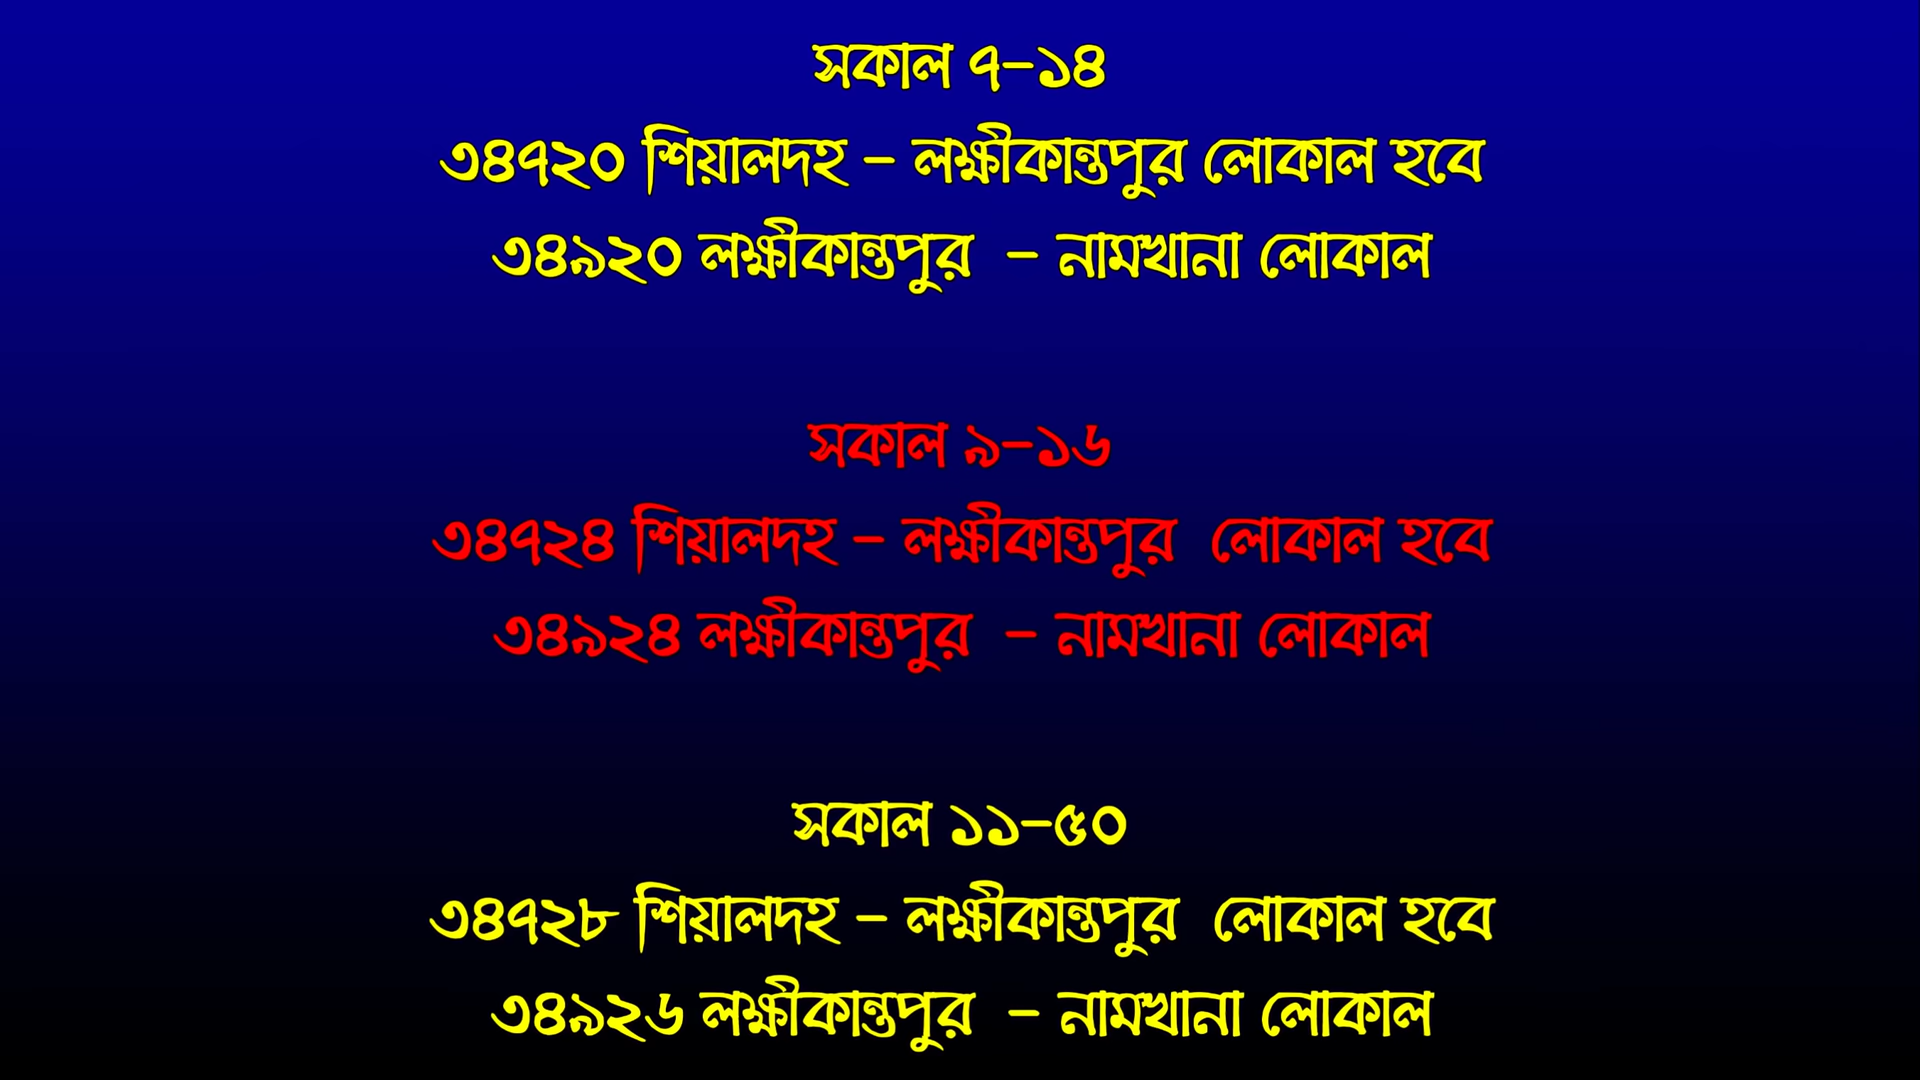 সকাল ৭-১৪
৩৪৭২০ শিয়ালদহ - লক্ষীকান্তপুর লোকাল হবে
৩৪৯২০ লক্ষীকান্তপুর - নামখানা লোকাল
সকাল ৯-১৬
৩৪৭২৪ শিয়ালদহ - লক্ষীকান্তপুর লোকাল হবে
৩৪৯২৪ লক্ষীকান্তপুর - নামখানা লোকাল
সকাল ১১-৫০
৩৪৭২৮ শিয়ালদহ - লক্ষীকান্তপুর লোকাল হবে
৩৪৯২৬ লক্ষীকান্তপুর - নামখানা লোকাল